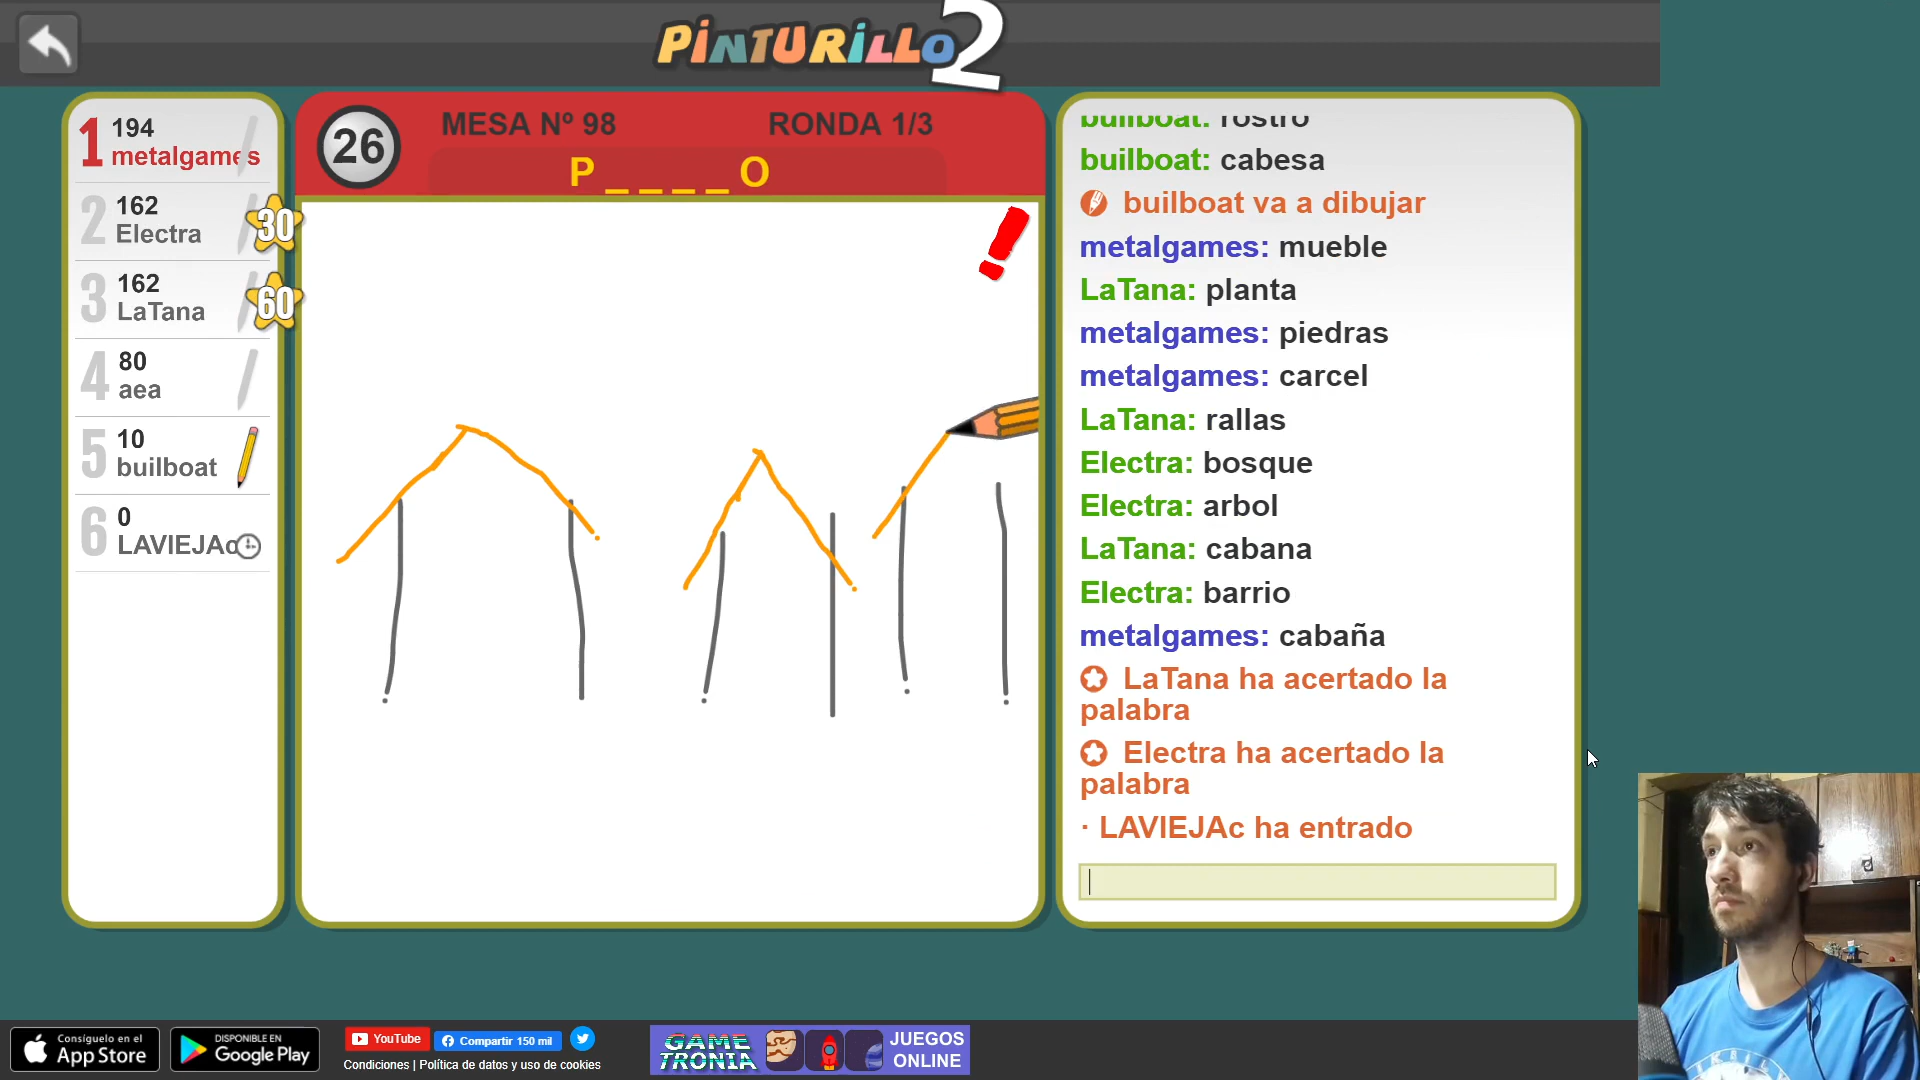 PINTURILLO 2
1 194
metalgames
2 162
Electra
30
3 162
LaTana
60
4 80
aea
5 10
builboat
6 0
LAVIEJAc
26
MESA Nº 98
RONDA 1/3
P _ _ _ _ O
builboat: rostro
builboat: cabesa
builboat va a dibujar
metalgames: mueble
LaTana: planta
metalgames: piedras
metalgames: carcel
LaTana: rallas
Electra: bosque
Electra: arbol
LaTana: cabana
Electra: barrio
metalgames: cabaña
LaTana ha acertado la
palabra
Electra ha acertado la
palabra
· LAVIEJAc ha entrado
Consíguelo en el
App Store
DISPONIBLE EN
Google Play
YouTube
Compartir 150 mil
Condiciones | Política de datos y uso de cookies
GAME
TRONIA
JUEGOS
ONLINE